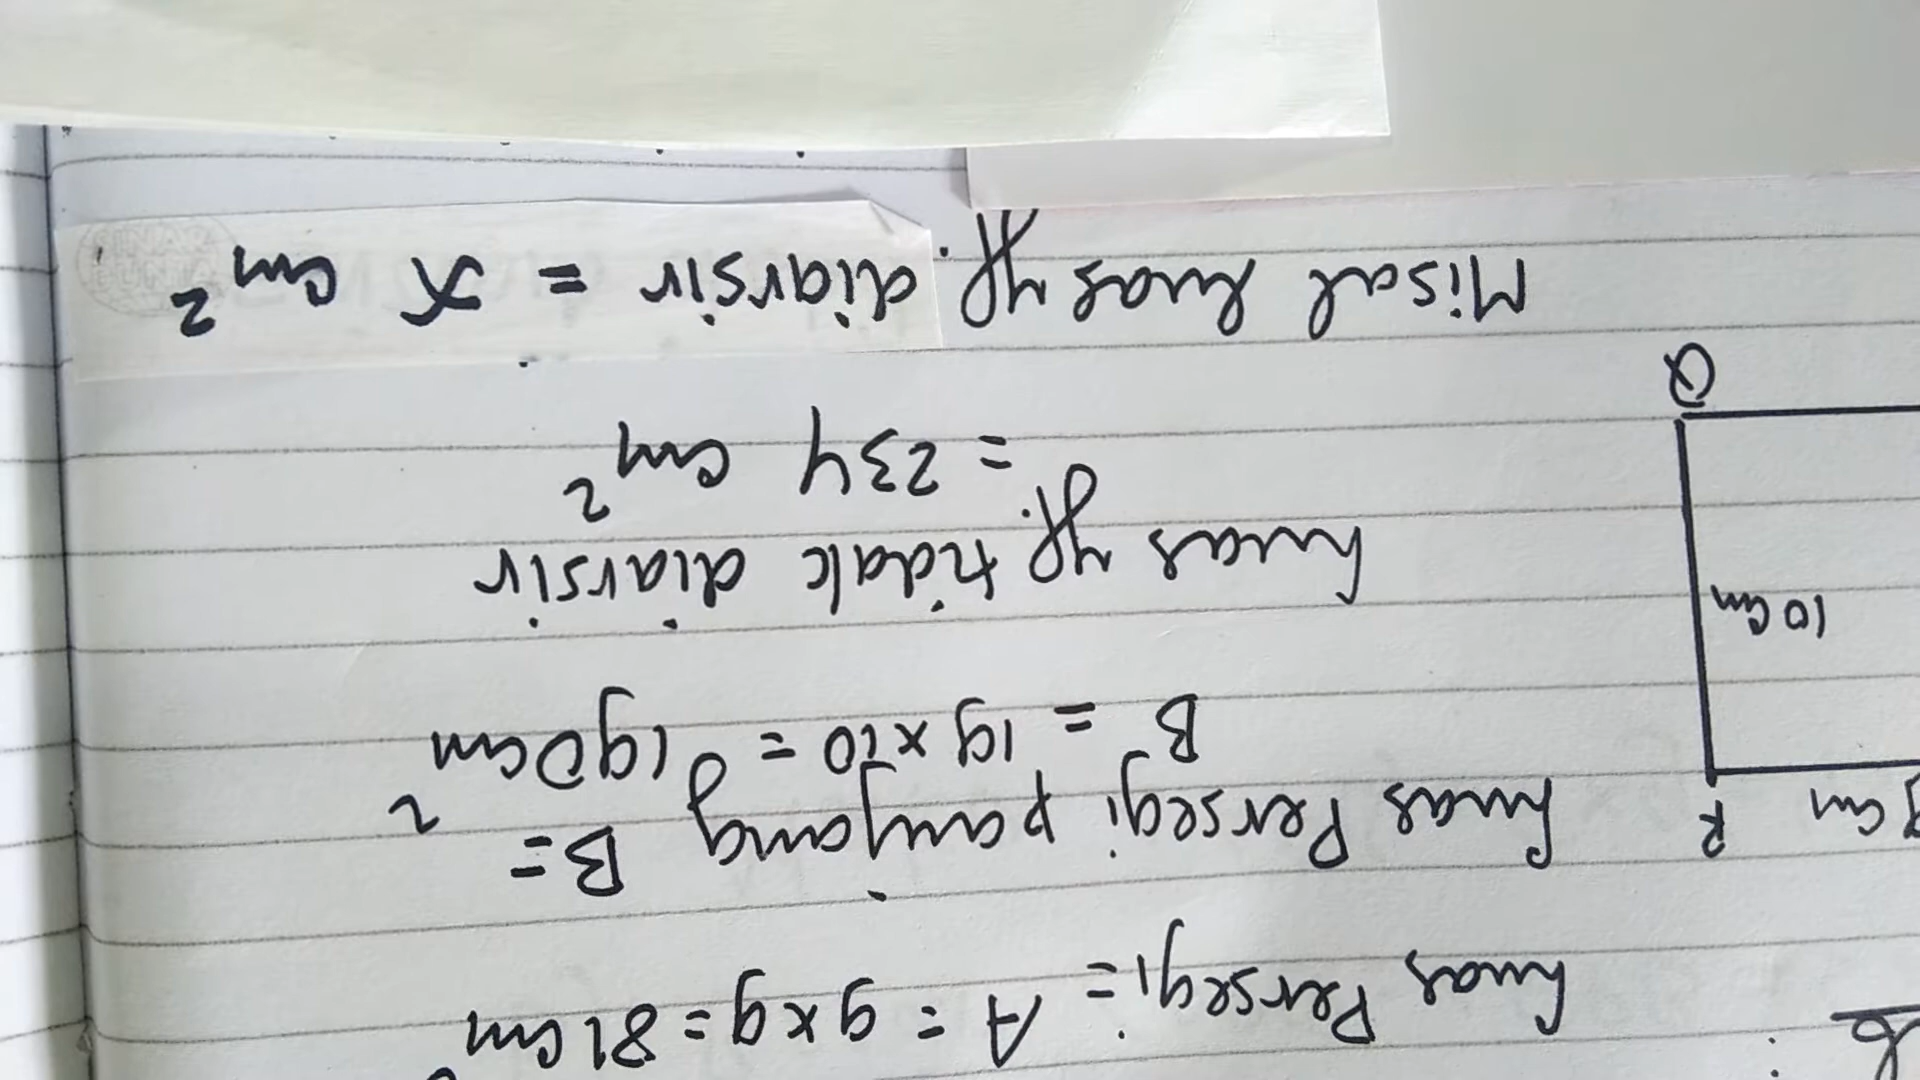 Luas Persegi = A = 9 x 9 = 81 cm
Luas Persegi panjang B =
B = 19 x 10 = 190 cm²
Luas yg. tidak diarsir
= 234 cm²
Misal luas yg. diarsir = x cm²
R
10 cm
Q